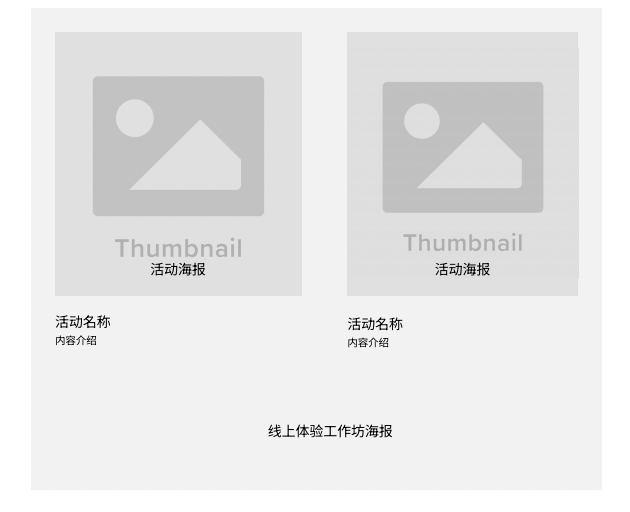 Thumbnail
活动海报
Thumbnail
活动海报
活动名称
内容介绍
活动名称
内容介绍
线上体验工作坊海报